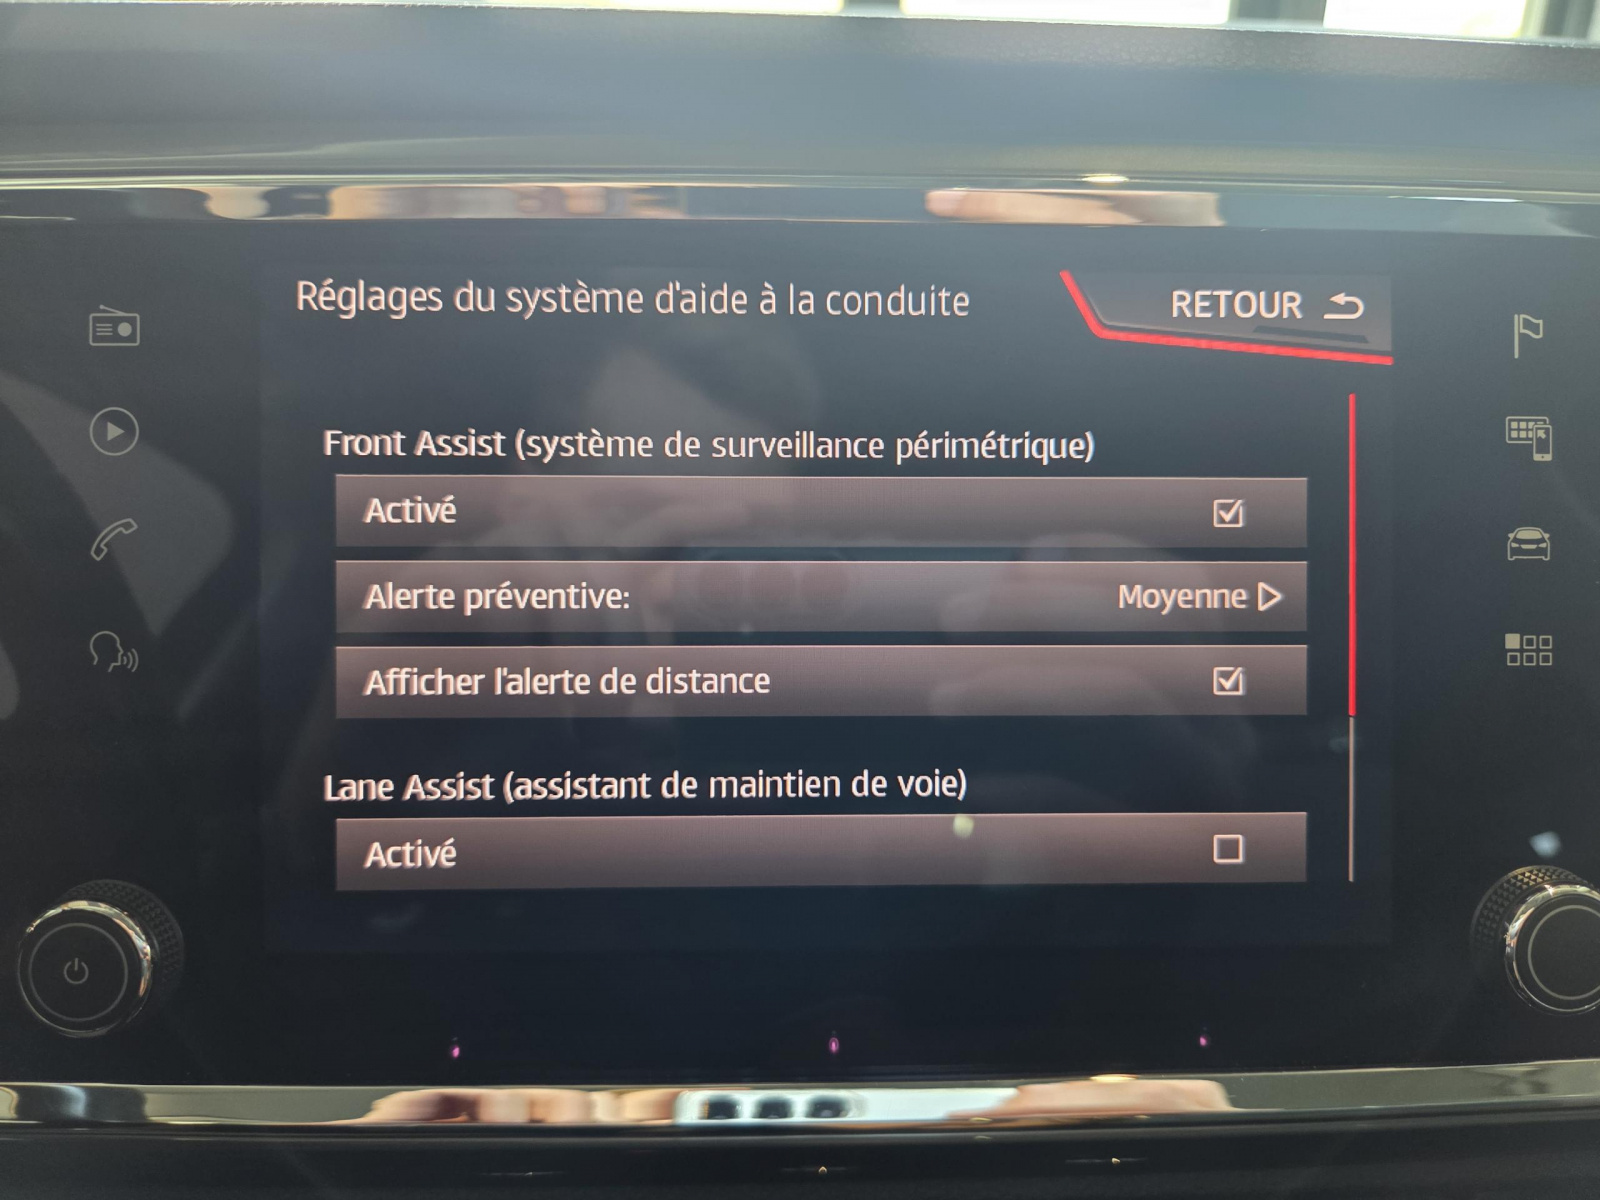 Réglages du système d'aide à la conduite
RETOUR
Front Assist (système de surveillance périmétrique)
Activé
Alerte préventive: Moyenne
Afficher l'alerte de distance
Lane Assist (assistant de maintien de voie)
Activé